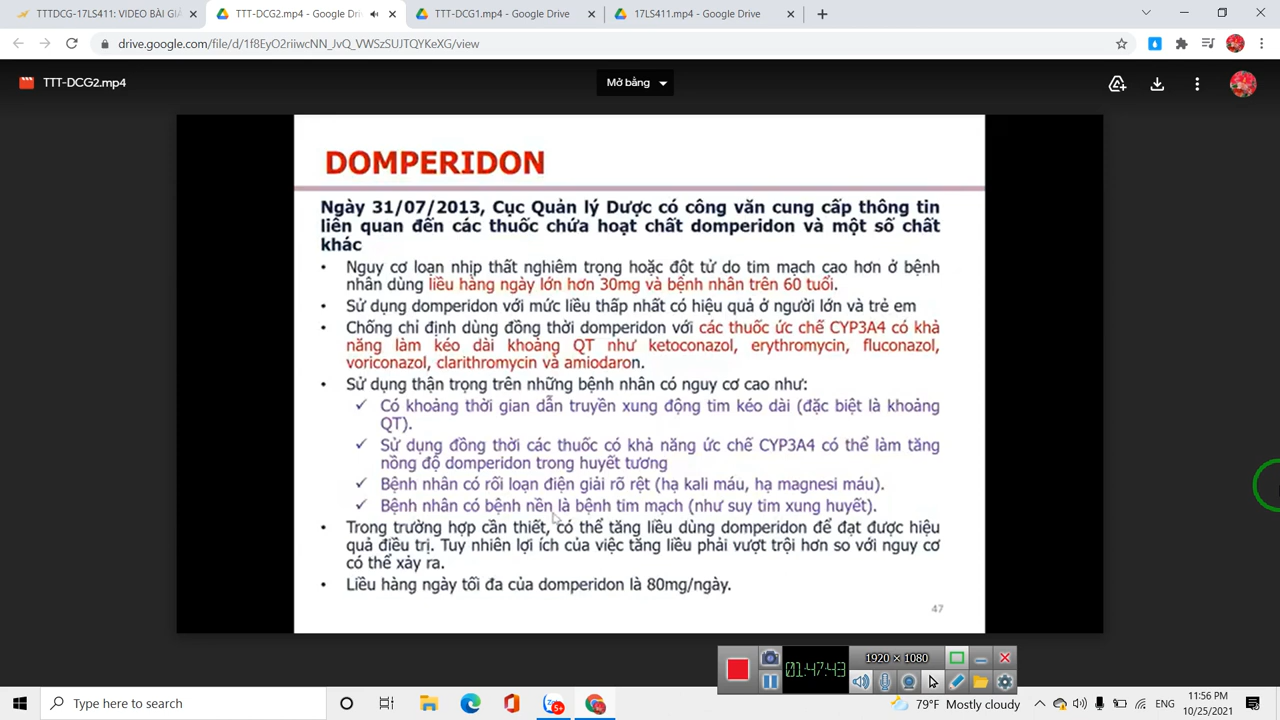 TTTDCG-17LS411: VIDEO BÀI GIẢ
TTT-DCG2.mp4 - Google Drive
TTT-DCG1.mp4 - Google Drive
17LS411.mp4 - Google Drive
drive.google.com/file/d/1f8EyO2riiwcNN_JvQ_VWSzSUJTQYKeXG/view
TTT-DCG2.mp4
Mở bằng
DOMPERIDON
Ngày 31/07/2013, Cục Quản lý Dược có công văn cung cấp thông tin
liên quan đến các thuốc chứa hoạt chất domperidon và một số chất
khác
• Nguy cơ loạn nhịp thất nghiêm trọng hoặc đột tử do tim mạch cao hơn ở bệnh
nhân dùng liều hàng ngày lớn hơn 30mg và bệnh nhân trên 60 tuổi.
• Sử dụng domperidon với mức liều thấp nhất có hiệu quả ở người lớn và trẻ em
• Chống chỉ định dùng đồng thời domperidon với các thuốc ức chế CYP3A4 có khả
năng làm kéo dài khoảng QT như ketoconazol, erythromycin, fluconazol,
voriconazol, clarithromycin và amiodaron.
• Sử dụng thận trọng trên những bệnh nhân có nguy cơ cao như:
✓ Có khoảng thời gian dẫn truyền xung động tim kéo dài (đặc biệt là khoảng
QT).
✓ Sử dụng đồng thời các thuốc có khả năng ức chế CYP3A4 có thể làm tăng
nồng độ domperidon trong huyết tương
✓ Bệnh nhân có rối loạn điện giải rõ rệt (hạ kali máu, hạ magnesi máu).
✓ Bệnh nhân có bệnh nền là bệnh tim mạch (như suy tim xung huyết).
• Trong trường hợp cần thiết, có thể tăng liều dùng domperidon để đạt được hiệu
quả điều trị. Tuy nhiên lợi ích của việc tăng liều phải vượt trội hơn so với nguy cơ
có thể xảy ra.
• Liều hàng ngày tối đa của domperidon là 80mg/ngày.
47
1920 × 1080
01:47:43
Type here to search
5+
79°F Mostly cloudy
ENG
11:56 PM
10/25/2021